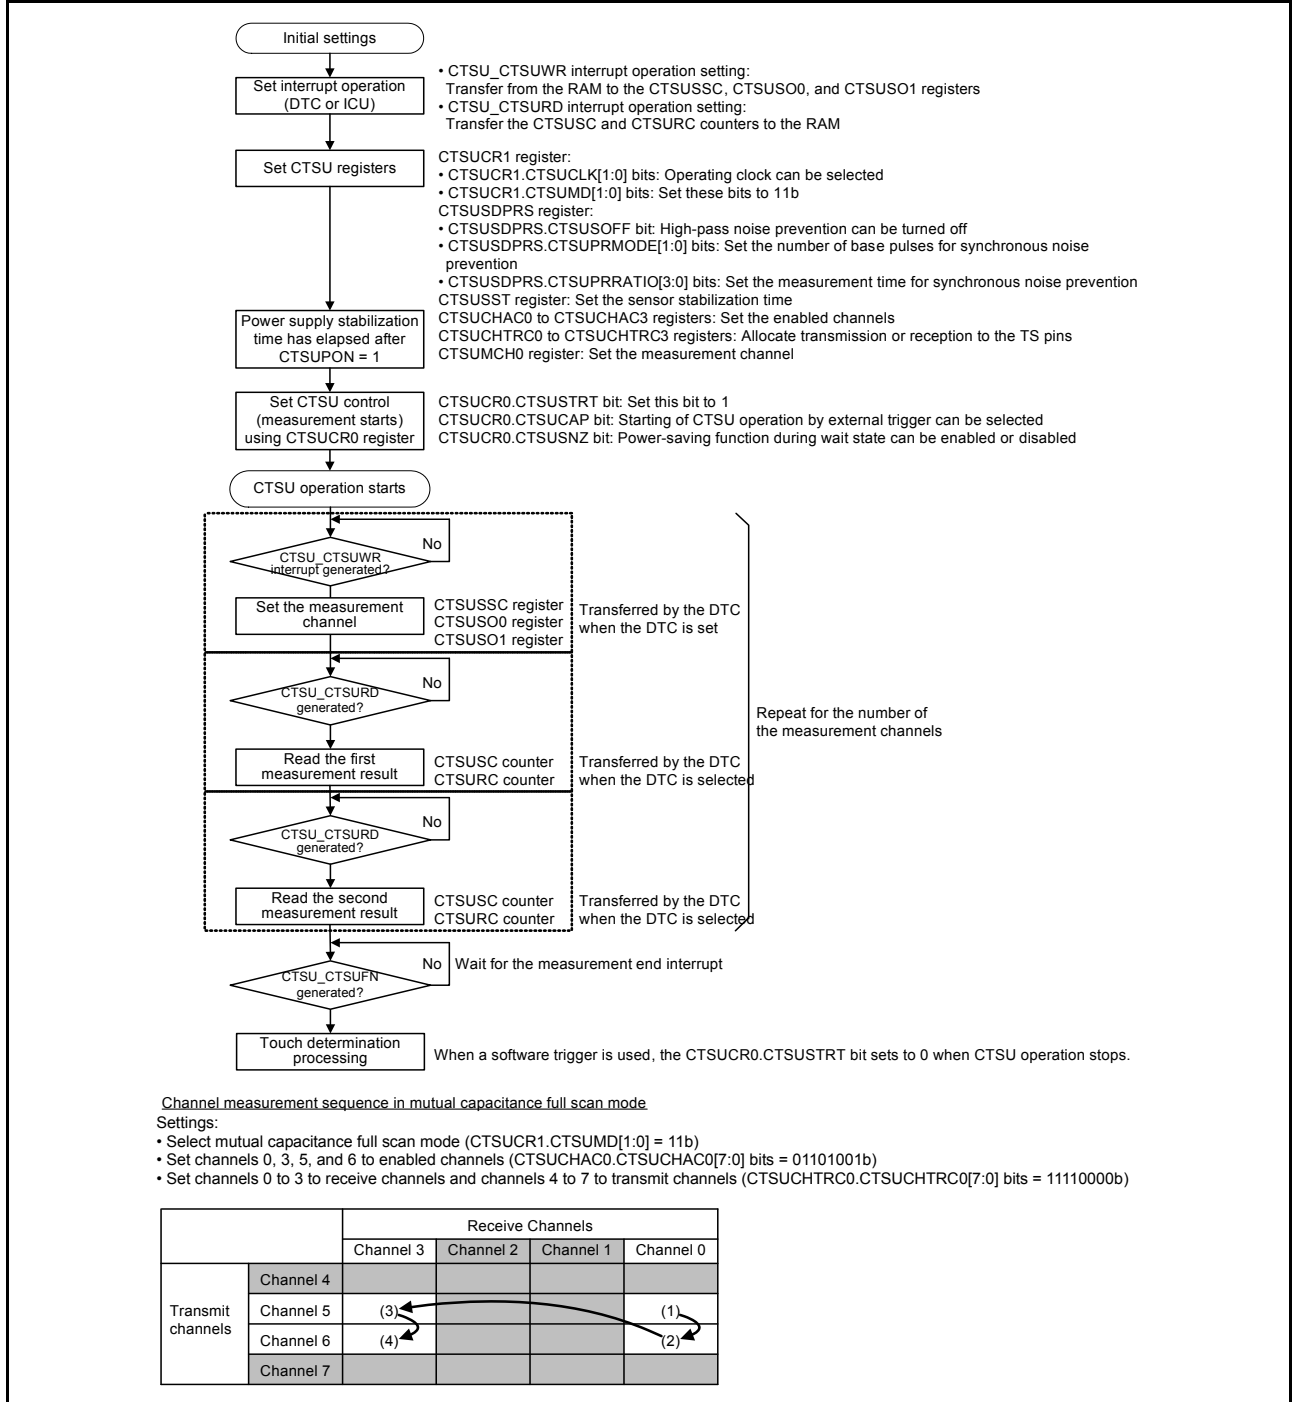 Initial settings
Set interrupt operation
(DTC or ICU)
• CTSU_CTSUWR interrupt operation setting:
Transfer from the RAM to the CTSUSSC, CTSUSO0, and CTSUSO1 registers
• CTSU_CTSURD interrupt operation setting:
Transfer the CTSUSC and CTSURC counters to the RAM
Set CTSU registers
CTSUCR1 register:
• CTSUCR1.CTSUCLK[1:0] bits: Operating clock can be selected
• CTSUCR1.CTSUMD[1:0] bits: Set these bits to 11b
CTSUSDPRS register:
• CTSUSDPRS.CTSUSOFF bit: High-pass noise prevention can be turned off
• CTSUSDPRS.CTSUPRMODE[1:0] bits: Set the number of base pulses for synchronous noise
prevention
• CTSUSDPRS.CTSUPRRATIO[3:0] bits: Set the measurement time for synchronous noise prevention
CTSUSST register: Set the sensor stabilization time
CTSUCHAC0 to CTSUCHAC3 registers: Set the enabled channels
CTSUCHTRC0 to CTSUCHTRC3 registers: Allocate transmission or reception to the TS pins
CTSUMCH0 register: Set the measurement channel
Power supply stabilization
time has elapsed after
CTSUPON = 1
Set CTSU control
(measurement starts)
using CTSUCR0 register
CTSUCR0.CTSUSTRT bit: Set this bit to 1
CTSUCR0.CTSUCAP bit: Starting of CTSU operation by external trigger can be selected
CTSUCR0.CTSUSNZ bit: Power-saving function during wait state can be enabled or disabled
CTSU operation starts
No
CTSU_CTSUWR
interrupt generated?
Set the measurement
channel
CTSUSSC register
CTSUSO0 register
CTSUSO1 register
Transferred by the DTC
when the DTC is set
No
CTSU_CTSURD
generated?
Repeat for the number of
the measurement channels
Read the first
measurement result
CTSUSC counter
CTSURC counter
Transferred by the DTC
when the DTC is selected
No
CTSU_CTSURD
generated?
Read the second
measurement result
CTSUSC counter
CTSURC counter
Transferred by the DTC
when the DTC is selected
No
Wait for the measurement end interrupt
CTSU_CTSUFN
generated?
Touch determination
processing
When a software trigger is used, the CTSUCR0.CTSUSTRT bit sets to 0 when CTSU operation stops.
Channel measurement sequence in mutual capacitance full scan mode
Settings:
• Select mutual capacitance full scan mode (CTSUCR1.CTSUMD[1:0] = 11b)
• Set channels 0, 3, 5, and 6 to enabled channels (CTSUCHAC0.CTSUCHAC0[7:0] bits = 01101001b)
• Set channels 0 to 3 to receive channels and channels 4 to 7 to transmit channels (CTSUCHTRC0.CTSUCHTRC0[7:0] bits = 11110000b)
Receive Channels
Channel 3 Channel 2 Channel 1 Channel 0
Transmit
channels
Channel 4
Channel 5 (3) (1)
Channel 6 (4) (2)
Channel 7